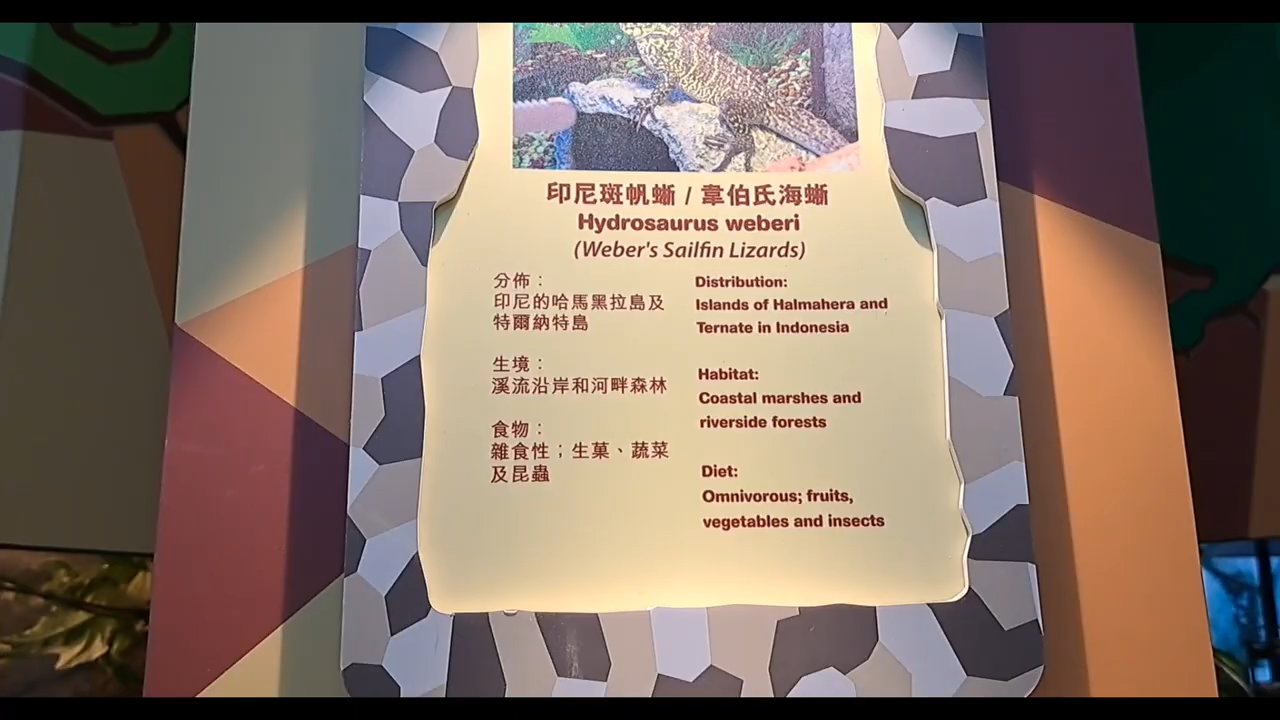 印尼斑帆蜥 / 韋伯氏海蜥
Hydrosaurus weberi
(Weber's Sailfin Lizards)
分佈：
印尼的哈馬黑拉島及
特爾納特島
生境：
溪流沿岸和河畔森林
食物：
雜食性；生菓、蔬菜
及昆蟲
Distribution:
Islands of Halmahera and
Ternate in Indonesia
Habitat:
Coastal marshes and
riverside forests
Diet:
Omnivorous; fruits,
vegetables and insects